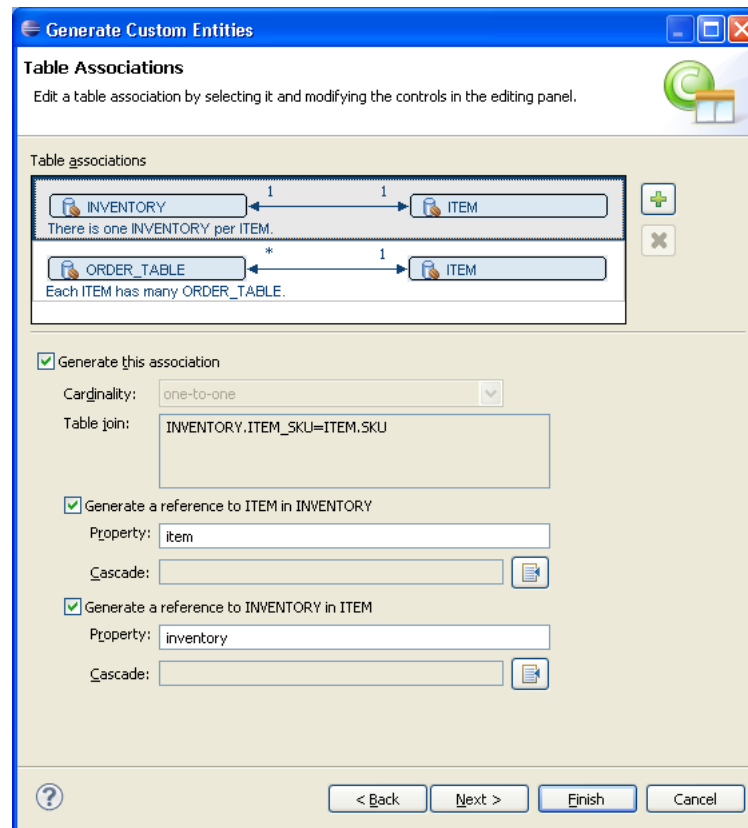 Generate Custom Entities
Table Associations
Edit a table association by selecting it and modifying the controls in the editing panel.
Table associations
1 1
INVENTORY ITEM
There is one INVENTORY per ITEM.
* 1
ORDER_TABLE ITEM
Each ITEM has many ORDER_TABLE.
Generate this association
Cardinality: one-to-one
Table join: INVENTORY.ITEM_SKU=ITEM.SKU
Generate a reference to ITEM in INVENTORY
Property: item
Cascade:
Generate a reference to INVENTORY in ITEM
Property: inventory
Cascade:
? < Back Next > Finish Cancel